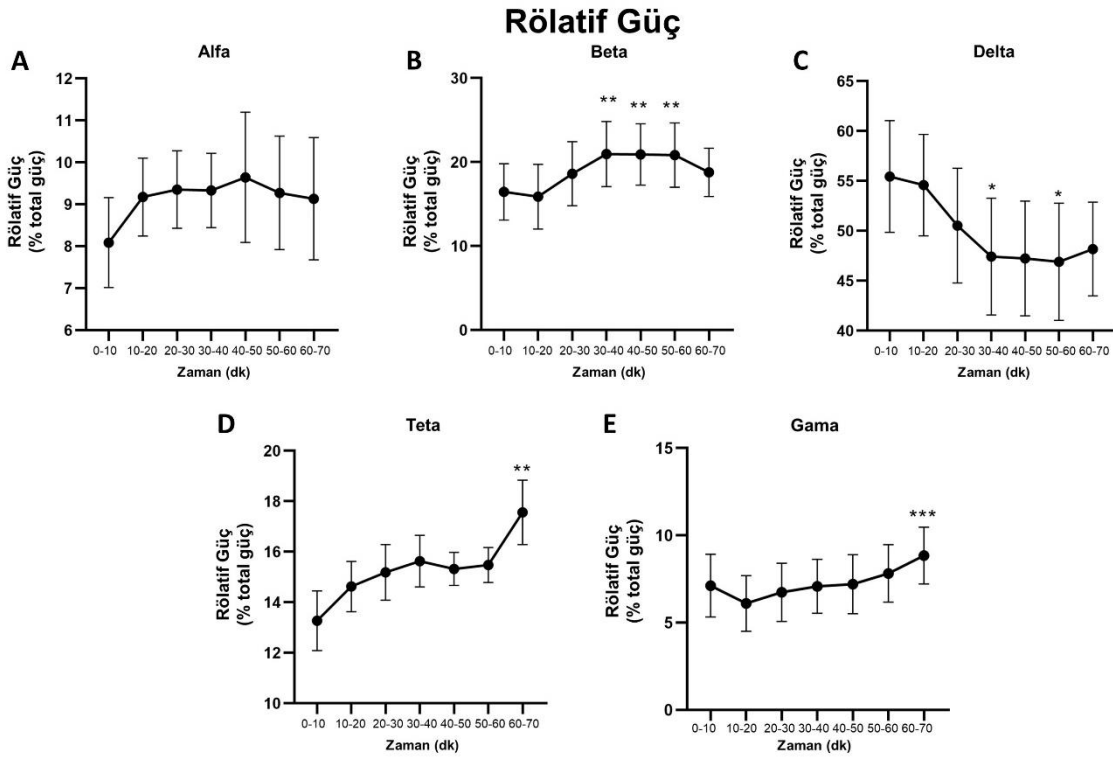 Rölatif Güç
A
Alfa
Rölatif Güç
(% total güç)
12
11
10
9
8
7
6
0-10 10-20 20-30 30-40 40-50 50-60 60-70
Zaman (dk)
B
Beta
Rölatif Güç
(% total güç)
30
20
10
0
** ** **
0-10 10-20 20-30 30-40 40-50 50-60 60-70
Zaman (dk)
C
Delta
Rölatif Güç
(% total güç)
65
60
55
50
45
40
* *
0-10 10-20 20-30 30-40 40-50 50-60 60-70
Zaman (dk)
D
Teta
Rölatif Güç
(% total güç)
20
18
16
14
12
10
**
0-10 10-20 20-30 30-40 40-50 50-60 60-70
Zaman (dk)
E
Gama
Rölatif Güç
(% total güç)
15
10
5
0
***
0-10 10-20 20-30 30-40 40-50 50-60 60-70
Zaman (dk)